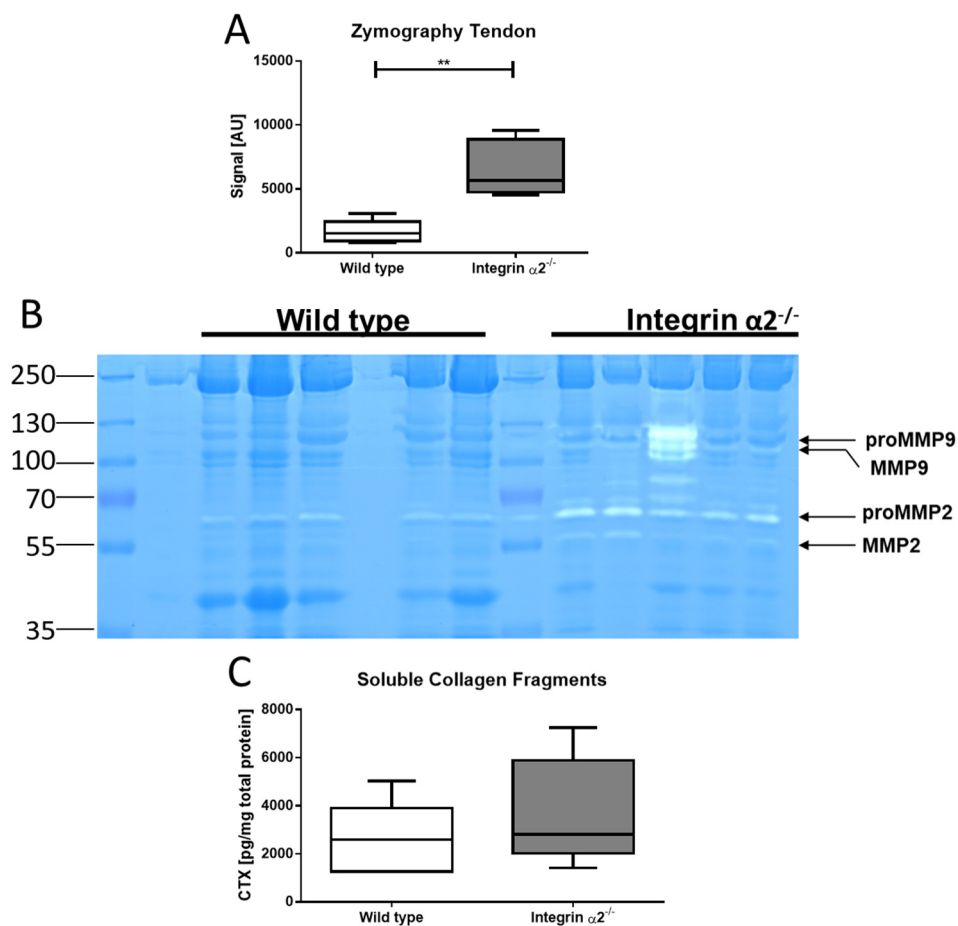 A
Zymography Tendon
15000
**
10000
Signal [AU]
5000
0
Wild type
Integrin α2-/-
B
Wild type
Integrin α2-/-
250
130
proMMP9
MMP9
100
70
proMMP2
55
MMP2
35
C
Soluble Collagen Fragments
8000
6000
CTX [pg/mg total protein]
4000
2000
0
Wild type
Integrin α2-/-